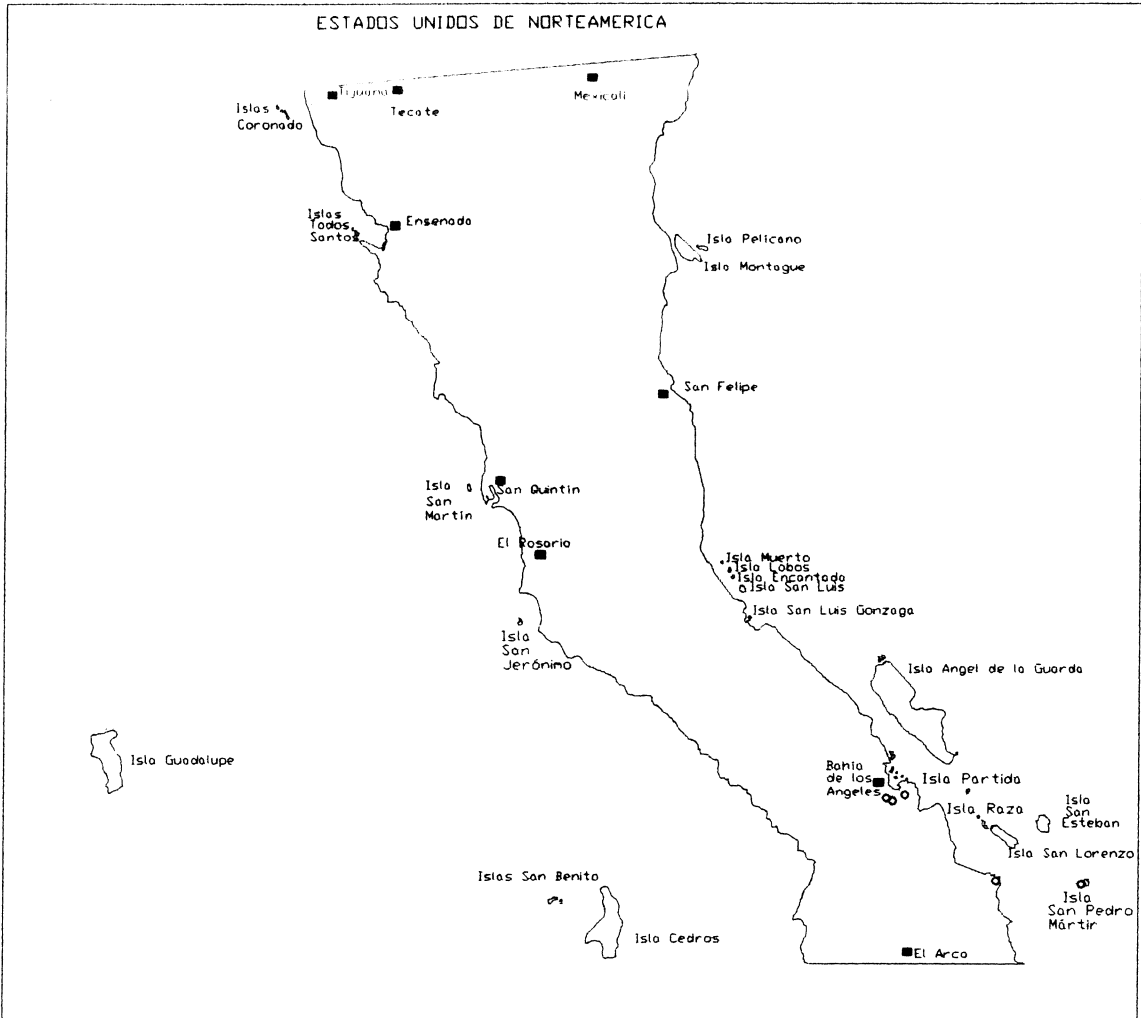 ESTADOS UNIDOS DE NORTEAMERICA
Tijuana
Tecate
Mexicali
Islas
Coronado
Islas
Todos
Santos
Ensenada
Isla Pelicano
Isla Montague
San Felipe
Isla
San
Martín
San Quintín
El Rosario
Isla Muerto
Isla Lobos
Isla Encantada
Isla San Luis
Isla San Luis Gonzaga
Isla
San
Jerónimo
Isla Angel de la Guarda
Isla Guadalupe
Bahía
de los
Angeles
Isla Partida
Isla Raza
Isla
San
Esteban
Isla San Lorenzo
Islas San Benito
Isla Cedros
Isla
San Pedro
Mártir
El Arco